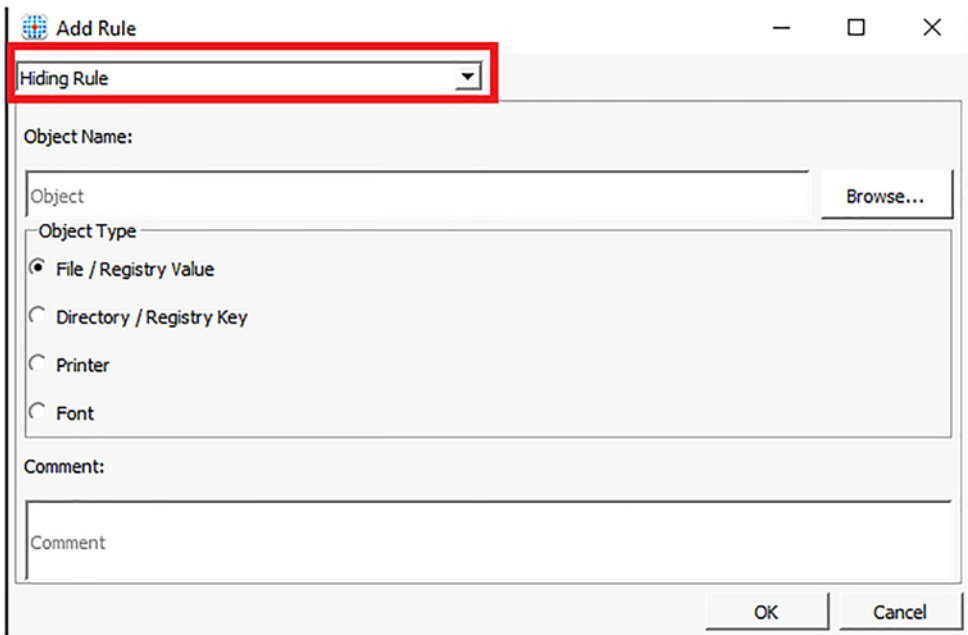 Add Rule
Hiding Rule
Object Name:
Object
Browse...
Object Type
File / Registry Value
Directory / Registry Key
Printer
Font
Comment:
Comment
OK
Cancel